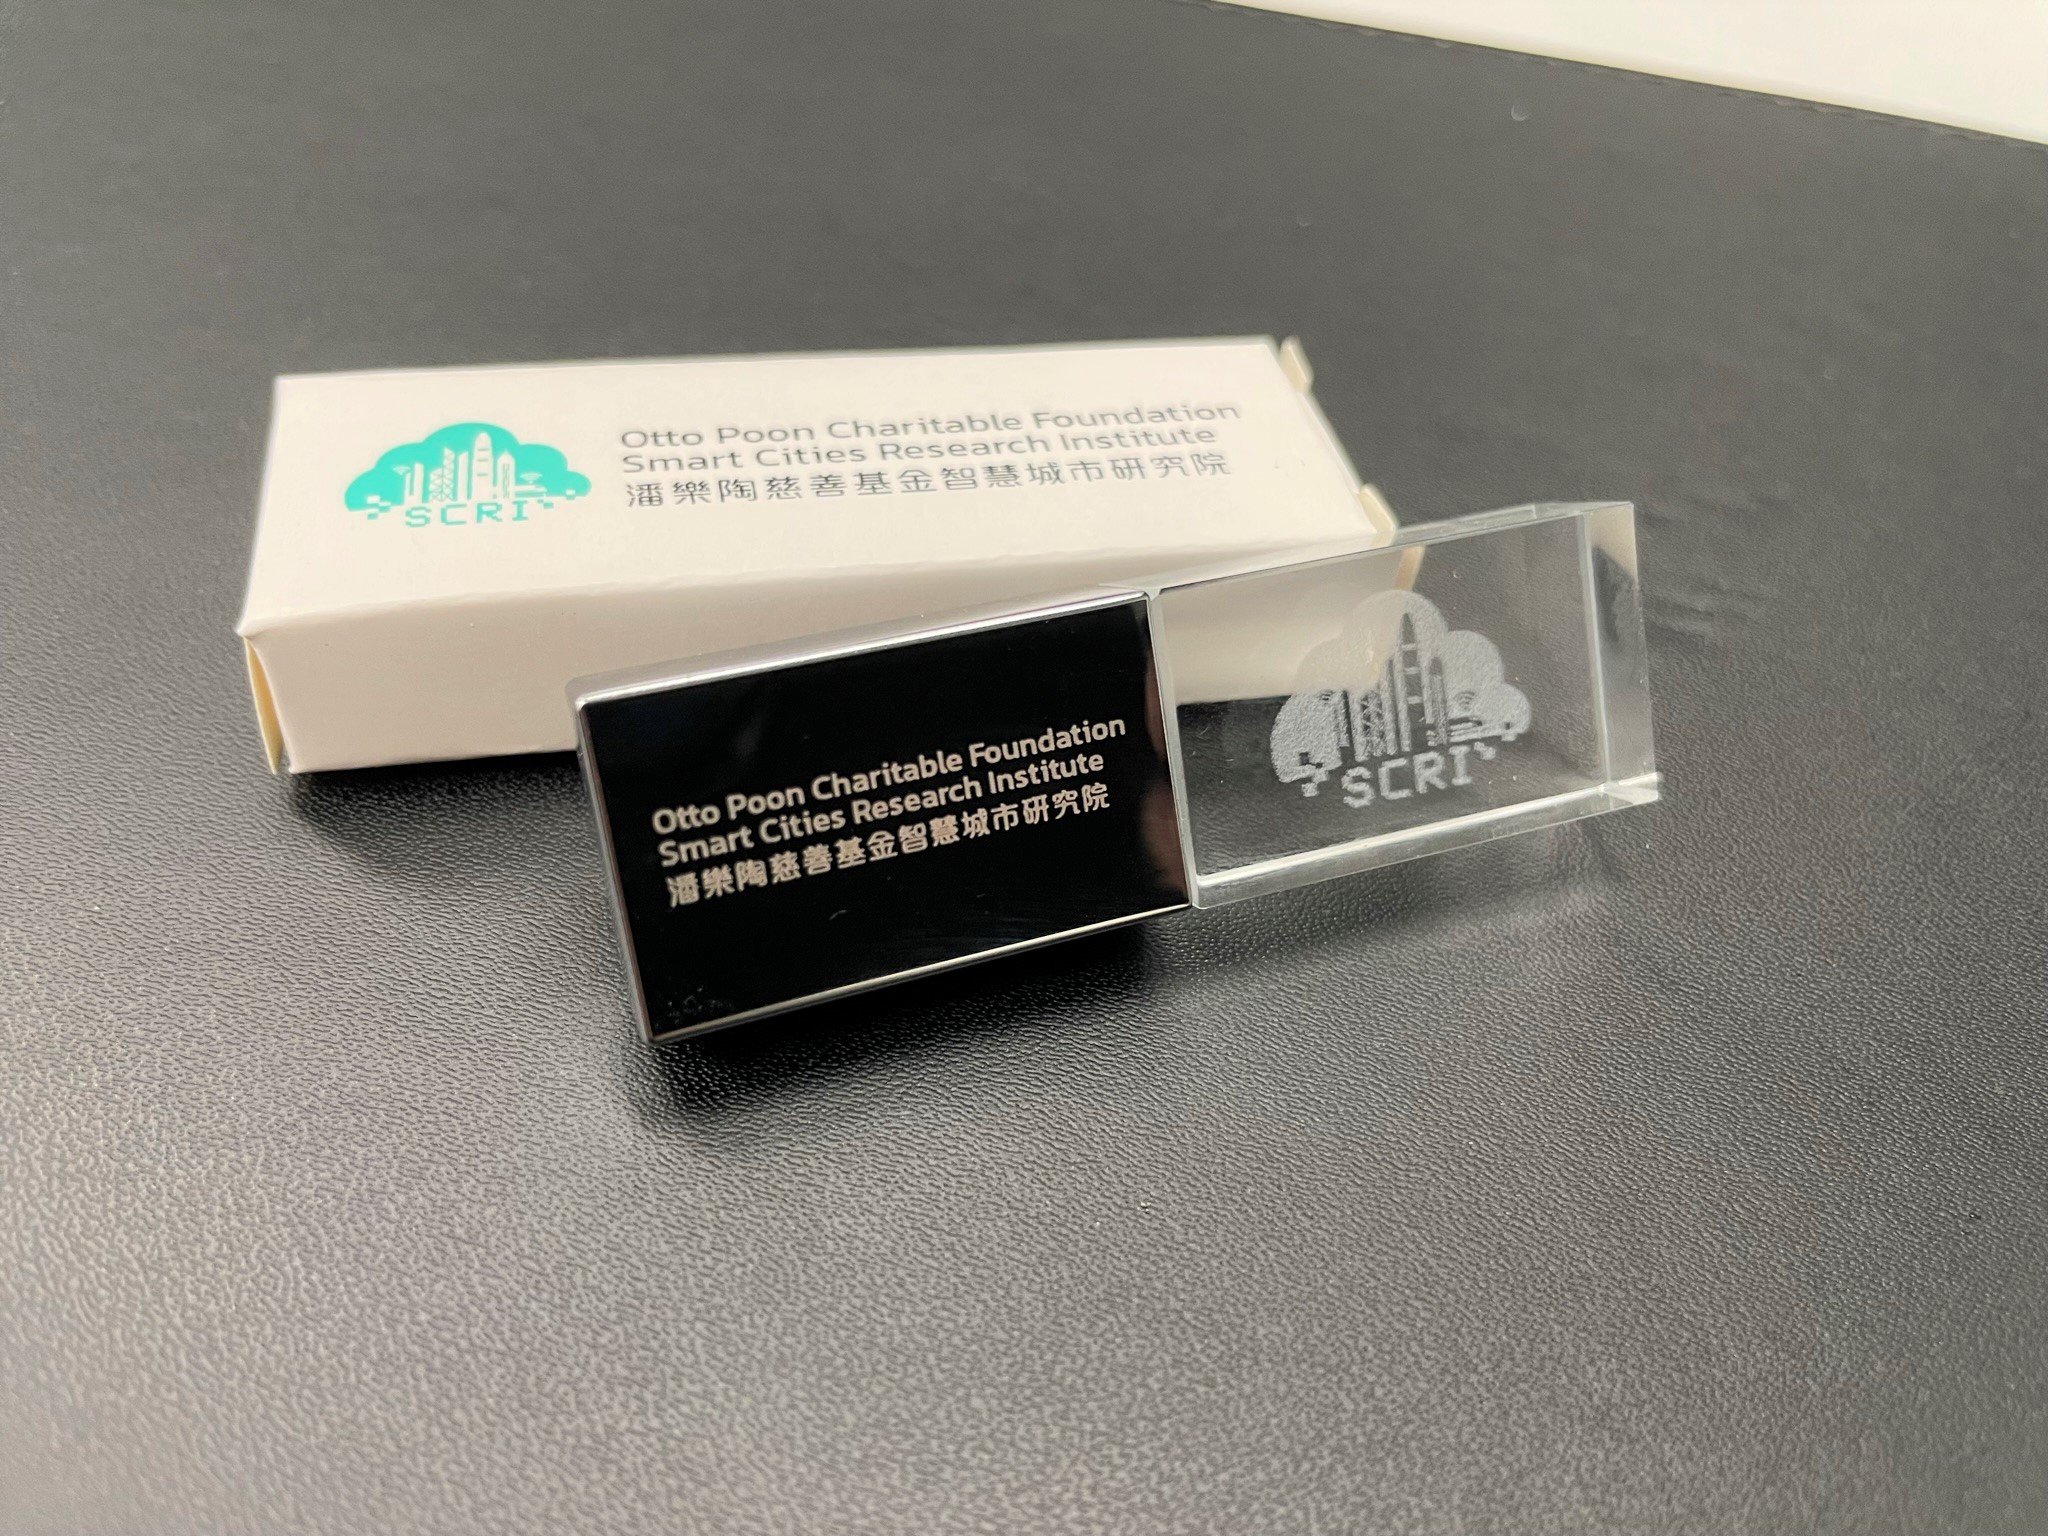 SCRI
Otto Poon Charitable Foundation
Smart Cities Research Institute
潘樂陶慈善基金智慧城市研究院
Otto Poon Charitable Foundation
Smart Cities Research Institute
潘樂陶慈善基金智慧城市研究院
SCRI